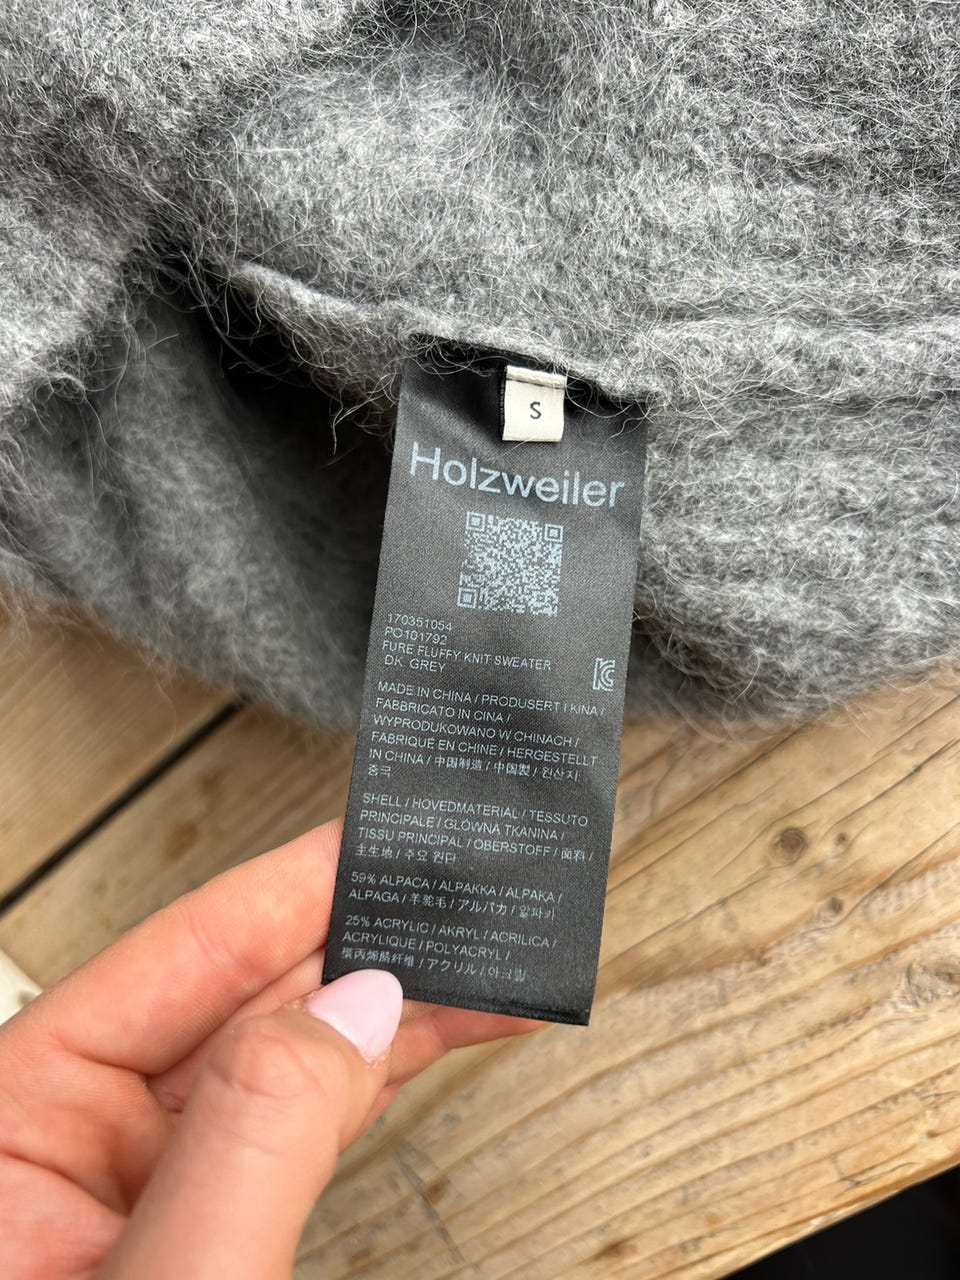 S
Holzweiler
170351054
PO101792
FURE FLUFFY KNIT SWEATER
DK. GREY
MADE IN CHINA / PRODUSERT I KINA /
FABBRICATO IN CINA /
WYPRODUKOWANO W CHINACH /
FABRIQUÉ EN CHINE / HERGESTELLT
IN CHINA / 中国制造 / 中国製 / 원산지
중국
SHELL / HOVEDMATERIAL / TESSUTO
PRINCIPALE / GŁÓWNA TKANINA /
TISSU PRINCIPAL / OBERSTOFF / 面料 /
主生地 / 주요 원단
59% ALPACA / ALPAKKA / ALPAKA /
ALPAGA / 羊驼毛 / アルパカ / 알파카
25% ACRYLIC / AKRYL / ACRILICA /
ACRYLIQUE / POLYACRYL /
聚丙烯腈纤维 / アクリル / 아크릴